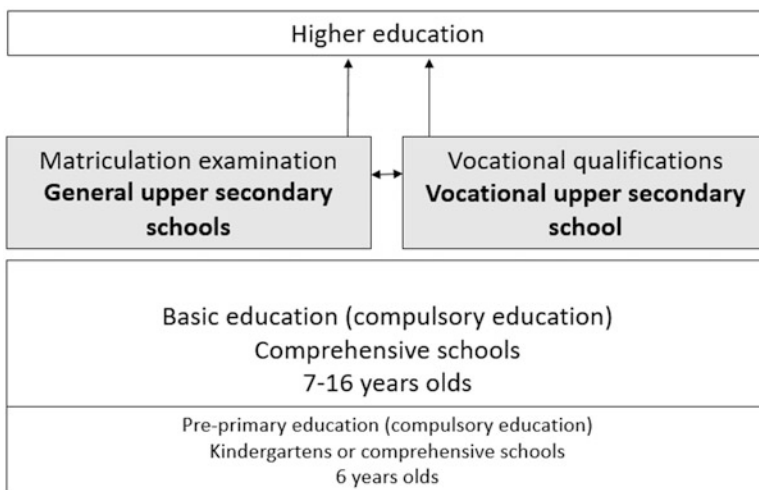 Higher education
Matriculation examination
General upper secondary
schools
Vocational qualifications
Vocational upper secondary
school
Basic education (compulsory education)
Comprehensive schools
7-16 years olds
Pre-primary education (compulsory education)
Kindergartens or comprehensive schools
6 years olds